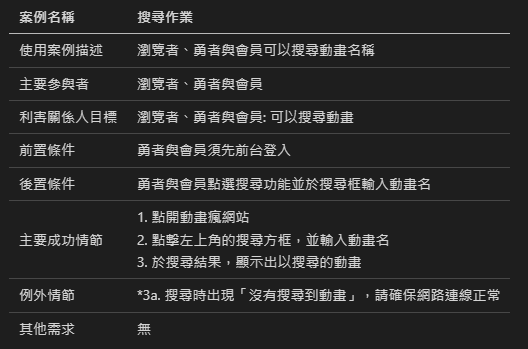 案例名稱 搜尋作業
使用案例描述 瀏覽者、勇者與會員可以搜尋動畫名稱
主要參與者 瀏覽者、勇者與會員
利害關係人目標 瀏覽者、勇者與會員: 可以搜尋動畫
前置條件 勇者與會員須先前台登入
後置條件 勇者與會員點選搜尋功能並於搜尋框輸入動畫名
主要成功情節 1. 點開動畫瘋網站
2. 點擊左上角的搜尋方框，並輸入動畫名
3. 於搜尋結果，顯示出以搜尋的動畫
例外情節 *3a. 搜尋時出現「沒有搜尋到動畫」，請確保網路連線正常
其他需求 無